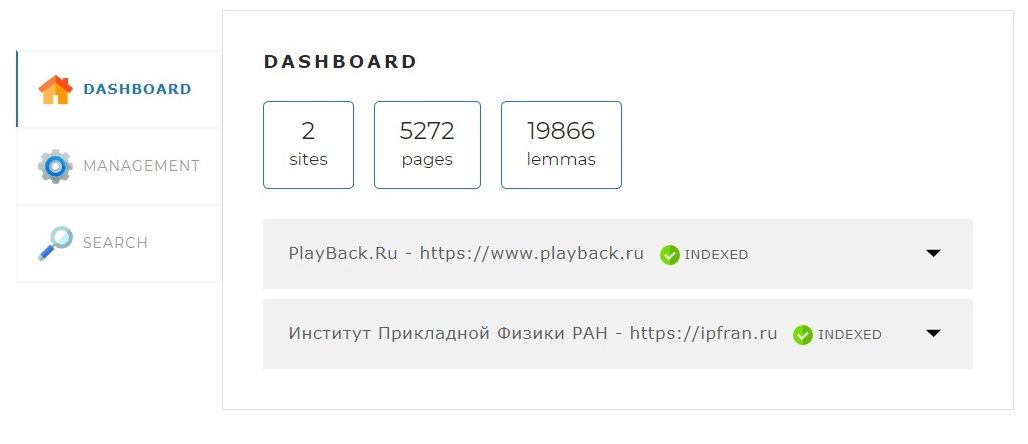 DASHBOARD
MANAGEMENT
SEARCH
DASHBOARD
2
sites
5272
pages
19866
lemmas
PlayBack.Ru - https://www.playback.ru INDEXED
Институт Прикладной Физики РАН - https://ipfran.ru INDEXED